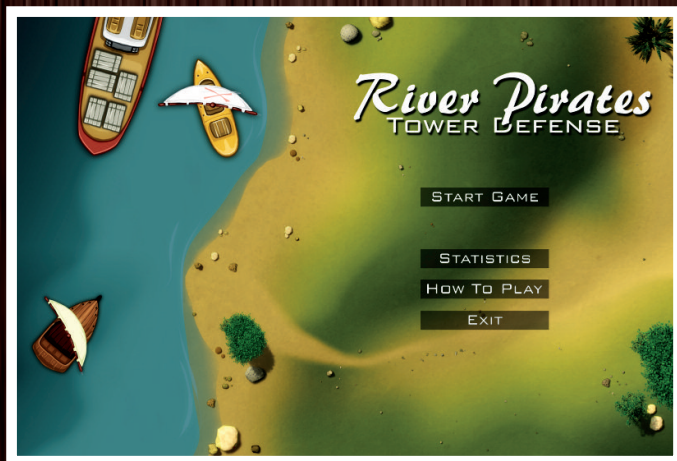 River Pirates
TOWER DEFENSE
START GAME
STATISTICS
HOW TO PLAY
EXIT